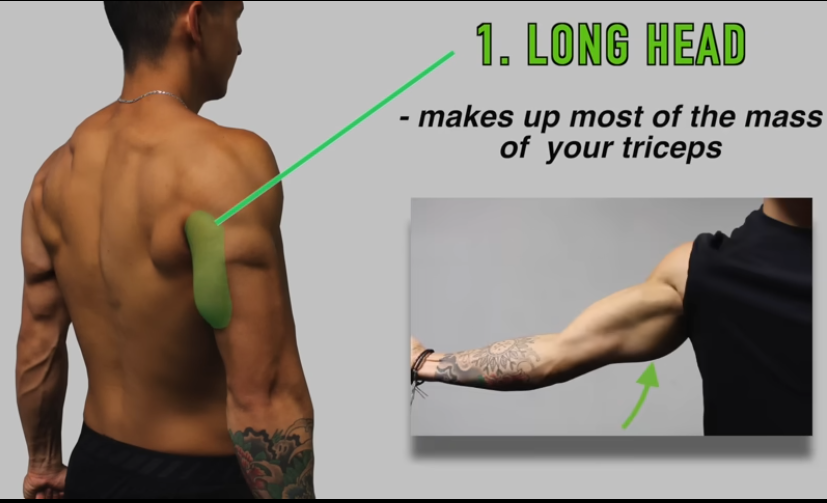 1. LONG HEAD
- makes up most of the mass
of your triceps